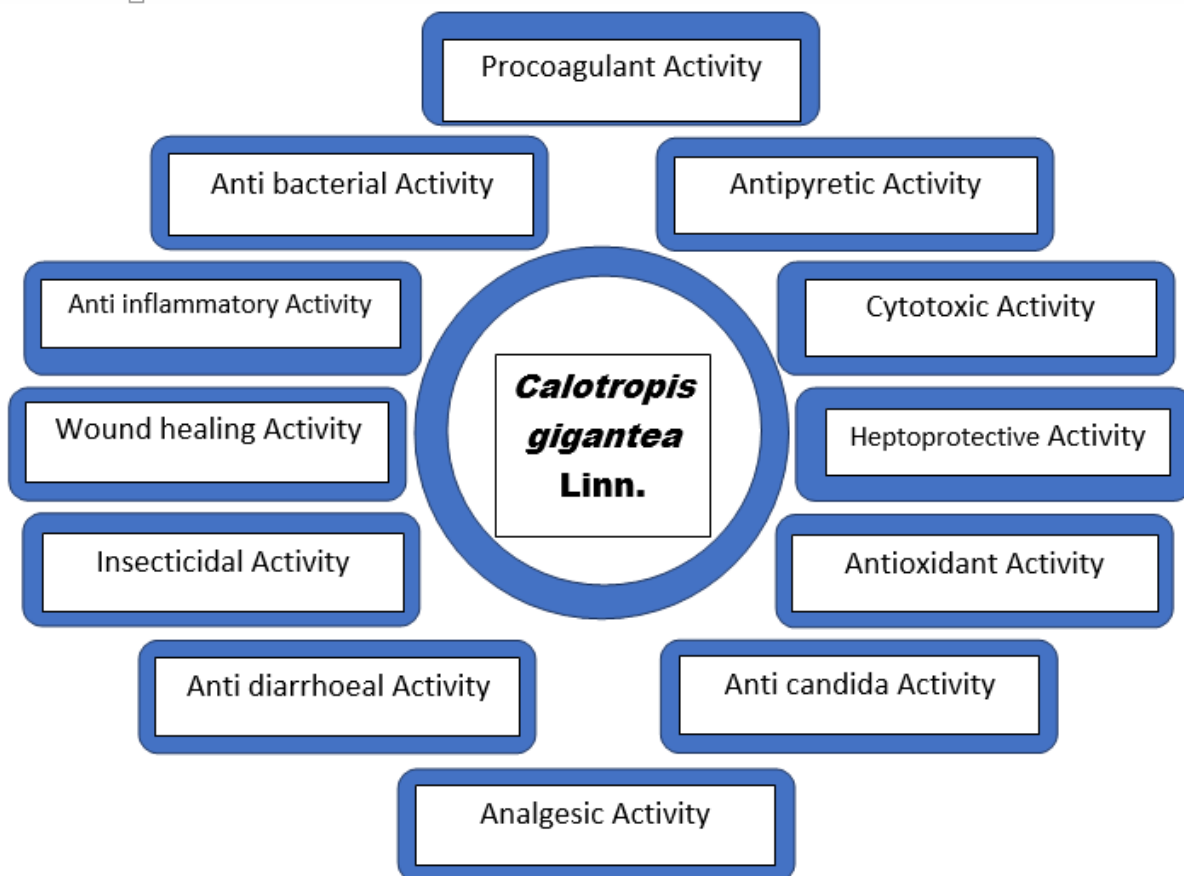 Procoagulant Activity
Anti bacterial Activity
Antipyretic Activity
Anti inflammatory Activity
Cytotoxic Activity
Calotropis
gigantea
Linn.
Wound healing Activity
Heptoprotective Activity
Insecticidal Activity
Antioxidant Activity
Anti diarrhoeal Activity
Anti candida Activity
Analgesic Activity